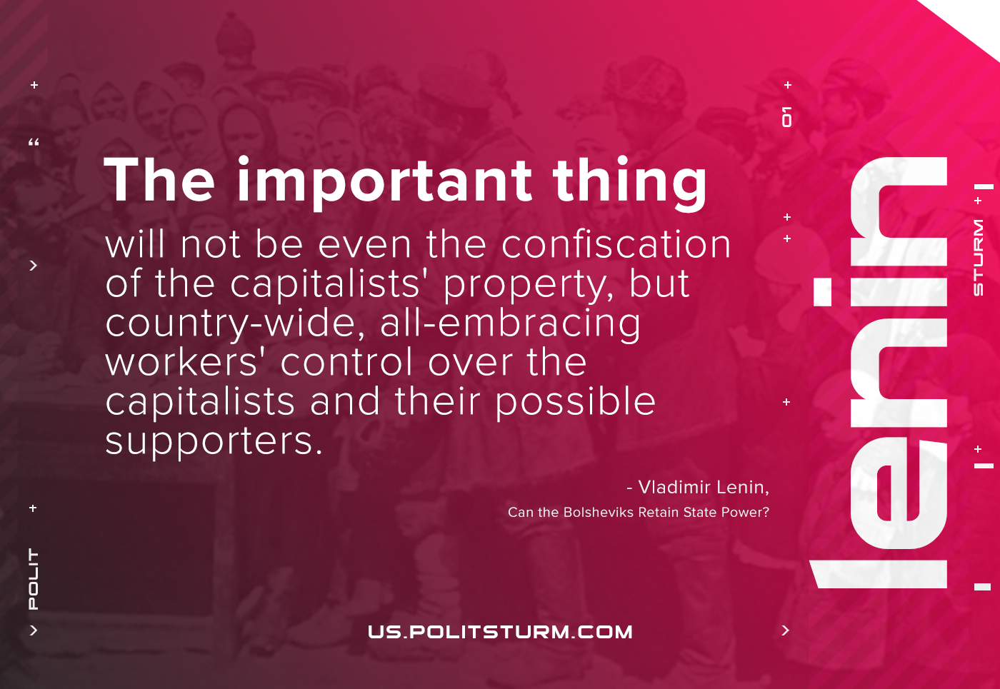 “
The important thing
will not be even the confiscation
of the capitalists' property, but
country-wide, all-embracing
workers' control over the
capitalists and their possible
supporters.
- Vladimir Lenin,
Can the Bolsheviks Retain State Power?
POLIT
US.POLITSTURM.COM
01
lenin
STURM